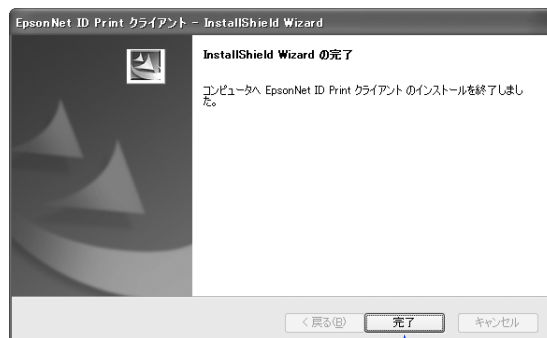 EpsonNet ID Print クライアント - InstallShield Wizard
InstallShield Wizard の完了
コンピュータへ EpsonNet ID Print クライアント のインストールを終了しまし
た。
< 戻る(B)
完了
キャンセル